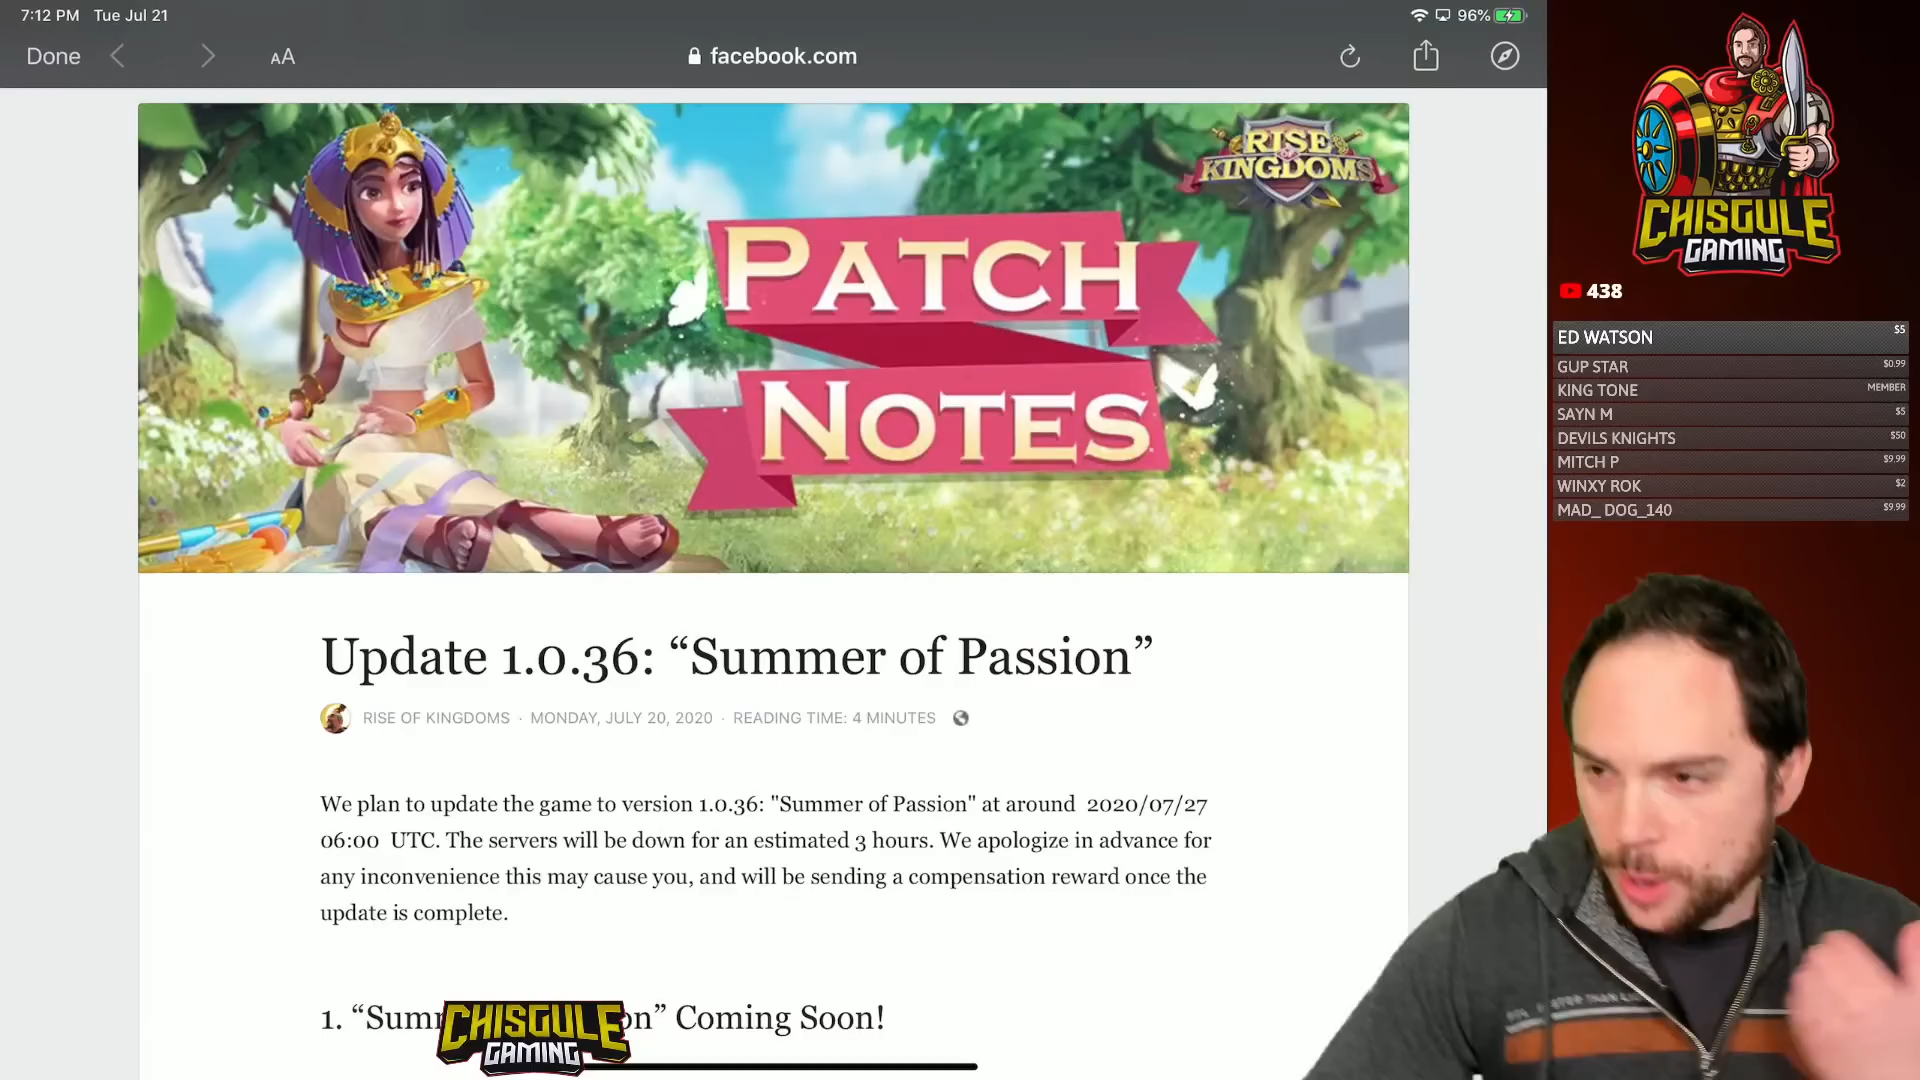 7:12 PM Tue Jul 21
96%
Done
AA
facebook.com
RISE OF KINGDOMS
PATCH
NOTES
Update 1.0.36: “Summer of Passion”
RISE OF KINGDOMS · MONDAY, JULY 20, 2020 · READING TIME: 4 MINUTES
We plan to update the game to version 1.0.36: "Summer of Passion" at around 2020/07/27
06:00 UTC. The servers will be down for an estimated 3 hours. We apologize in advance for
any inconvenience this may cause you, and will be sending a compensation reward once the
update is complete.
1. “Sum on” Coming Soon!
CHISGULE
GAMING
CHISGULE
GAMING
438
ED WATSON $5
GUP STAR $0.99
KING TONE MEMBER
SAYN M $5
DEVILS KNIGHTS $50
MITCH P $9.99
WINXY ROK $2
MAD_ DOG_140 $9.99